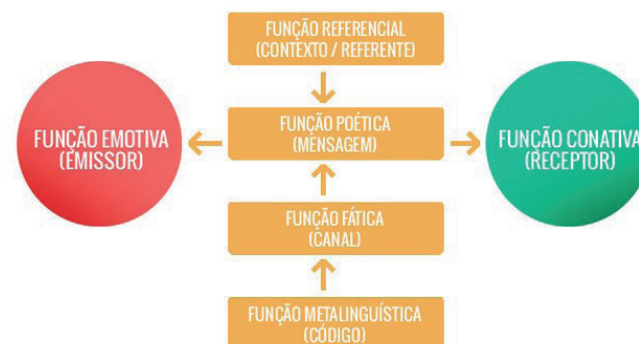 FUNÇÃO REFERENCIAL
(CONTEXTO / REFERENTE)
FUNÇÃO EMOTIVA
(EMISSOR)
FUNÇÃO POÉTICA
(MENSAGEM)
FUNÇÃO CONATIVA
(RECEPTOR)
FUNÇÃO FÁTICA
(CANAL)
FUNÇÃO METALINGUÍSTICA
(CÓDIGO)